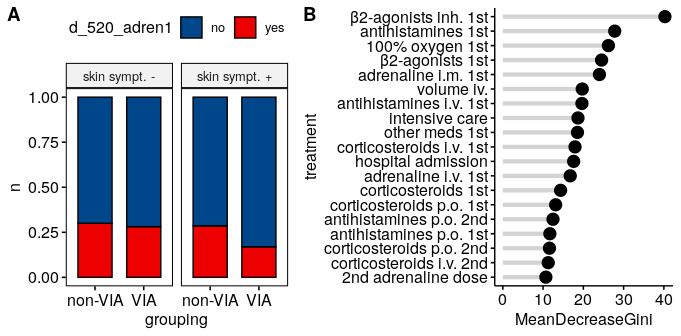 A
d_520_adren1 no yes
skin sympt. - skin sympt. +
n
1.00
0.75
0.50
0.25
0.00
non-VIA VIA non-VIA VIA
grouping
B
treatment
β2-agonists inh. 1st
antihistamines 1st
100% oxygen 1st
β2-agonists 1st
adrenaline i.m. 1st
volume iv.
antihistamines i.v. 1st
intensive care
other meds 1st
corticosteroids i.v. 1st
hospital admission
adrenaline i.v. 1st
corticosteroids 1st
corticosteroids p.o. 1st
antihistamines p.o. 2nd
antihistamines p.o. 1st
corticosteroids p.o. 2nd
corticosteroids i.v. 2nd
2nd adrenaline dose
0 10 20 30 40
MeanDecreaseGini